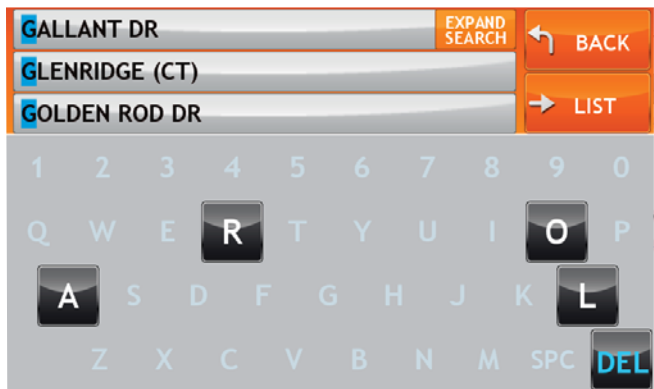 GALLANT DR
EXPAND SEARCH
BACK
GLENRIDGE (CT)
LIST
GOLDEN ROD DR
1 2 3 4 5 6 7 8 9 0
Q W E R T Y U I O P
A S D F G H J K L
Z X C V B N M SPC DEL